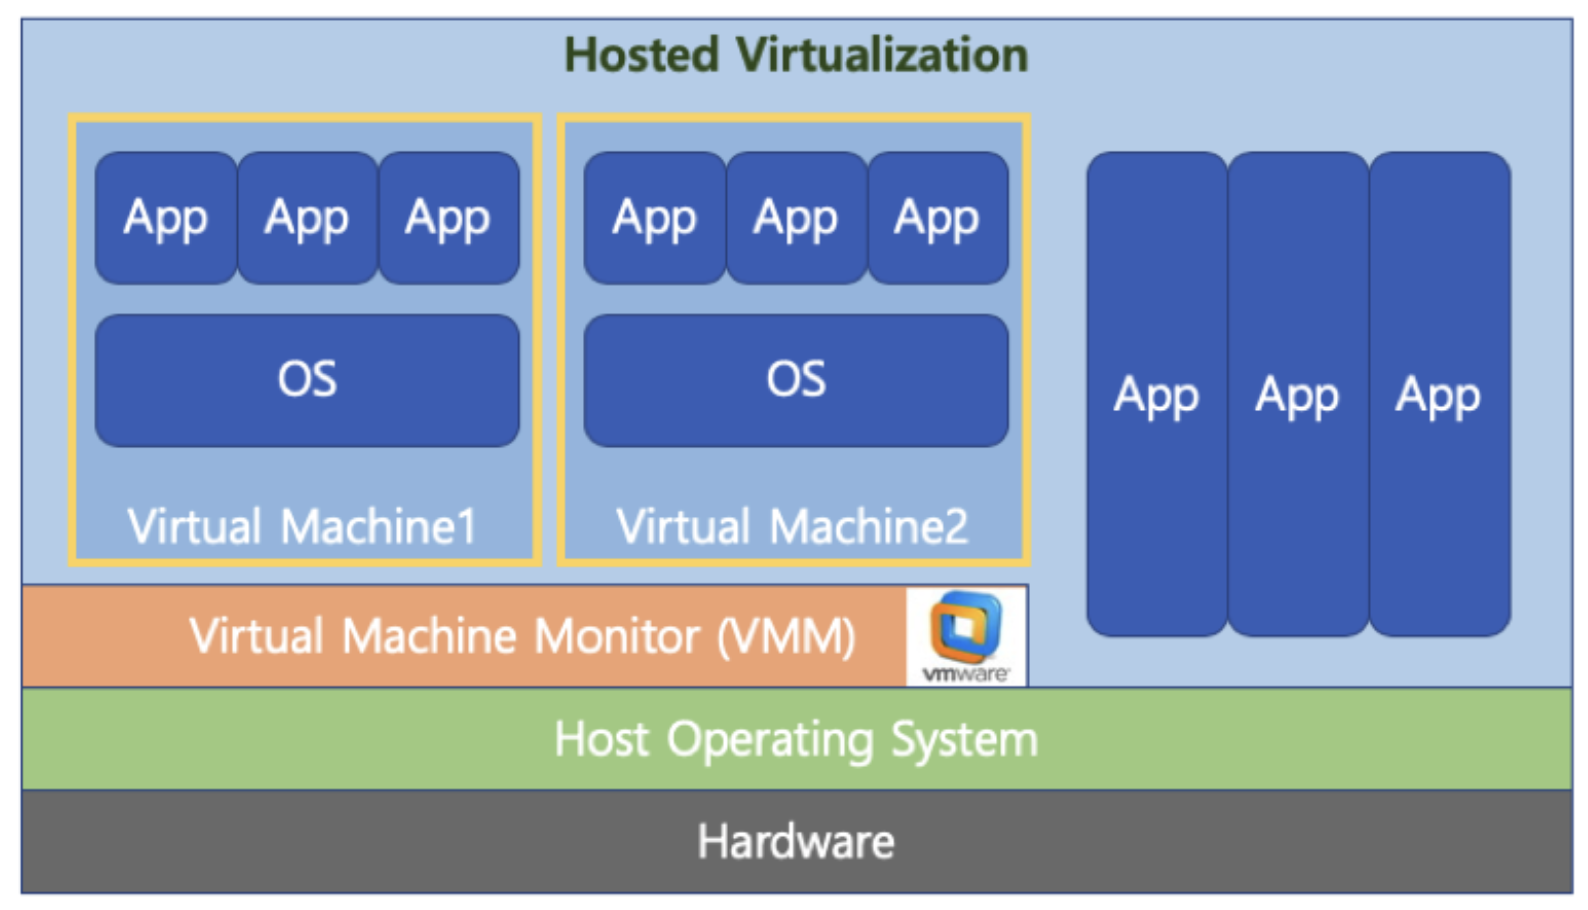 Hosted Virtualization
App App App
OS
Virtual Machine1
App App App
OS
Virtual Machine2
App App App
Virtual Machine Monitor (VMM)
vmware
Host Operating System
Hardware